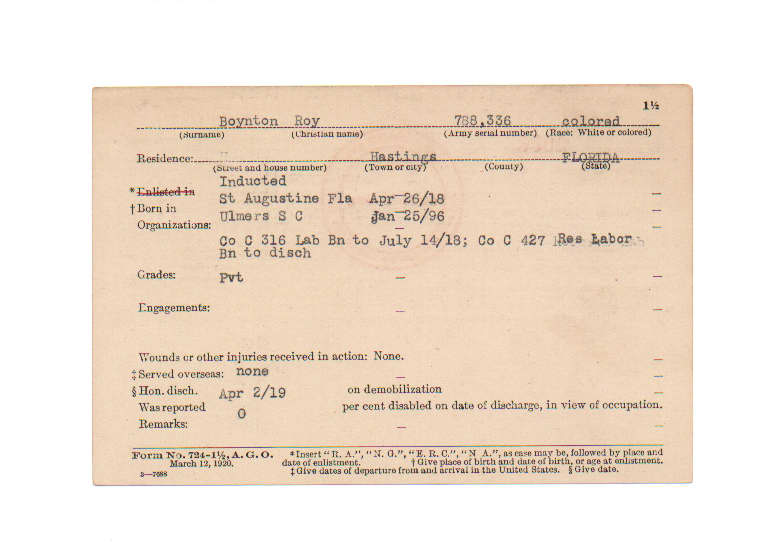 1½
Boynton Roy 788,336 colored
(Surname) (Christian name) (Army serial number) (Race: White or colored)
Residence: Hastings FLORIDA
(Street and house number) (Town or city) (County) (State)
*Enlisted in Inducted
St Augustine Fla Apr 26/18
†Born in Ulmers S C Jan 25/96
Organizations:
Co C 316 Lab Bn to July 14/18; Co C 427 Res Labor
Bn to disch
Grades: Pvt
Engagements:
Wounds or other injuries received in action: None.
‡Served overseas: none
§Hon. disch. Apr 2/19 on demobilization
Was reported 0 per cent disabled on date of discharge, in view of occupation.
Remarks:
Form No. 724-1½, A. G. O. *Insert "R. A.", "N. G.", "E. R. C.", "N A.", as case may be, followed by place and
March 12, 1920. date of enlistment. †Give place of birth and date of birth, or age at enlistment.
3—7688 ‡Give dates of departure from and arrival in the United States. §Give date.